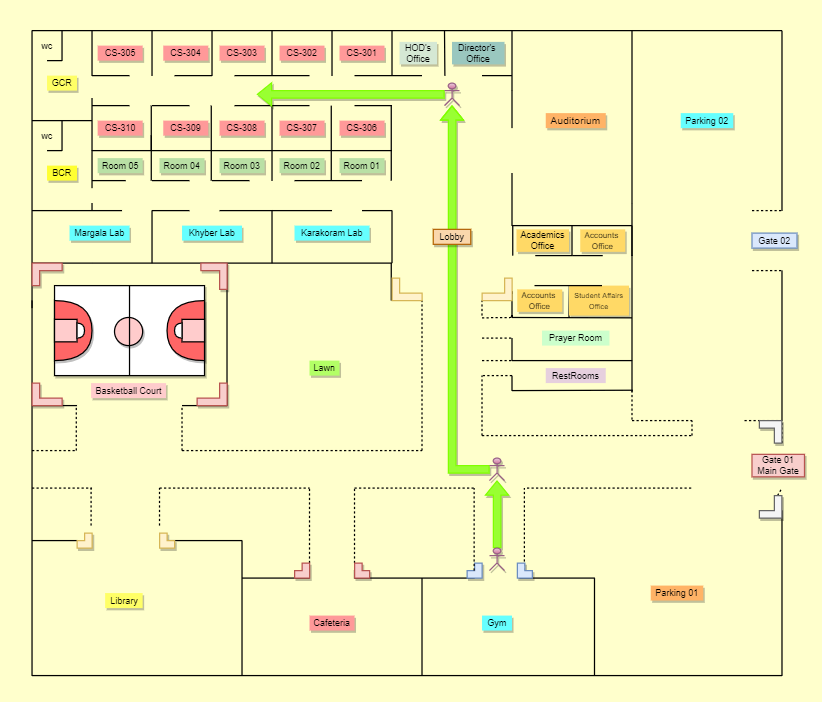 wc
CS-305
CS-304
CS-303
CS-302
CS-301
HOD's
Office
Director's
Office
GCR
Auditorium
Parking 02
wc
CS-310
CS-309
CS-308
CS-307
CS-306
BCR
Room 05
Room 04
Room 03
Room 02
Room 01
Margala Lab
Khyber Lab
Karakoram Lab
Lobby
Academics
Office
Accounts
Office
Gate 02
Accounts
Office
Student Affairs
Office
Prayer Room
Lawn
RestRooms
Basketball Court
Gate 01
Main Gate
Library
Cafeteria
Gym
Parking 01